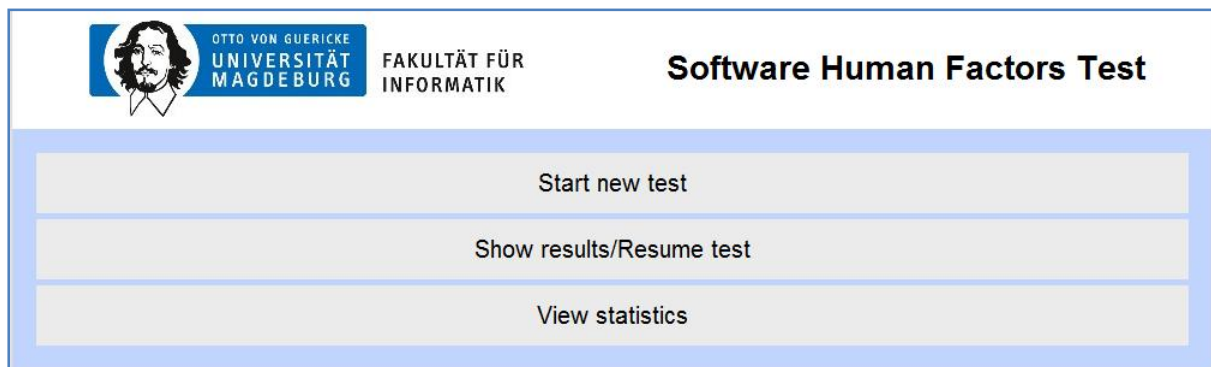 OTTO VON GUERICKE
UNIVERSITÄT
MAGDEBURG
FAKULTÄT FÜR
INFORMATIK
Software Human Factors Test
Start new test
Show results/Resume test
View statistics